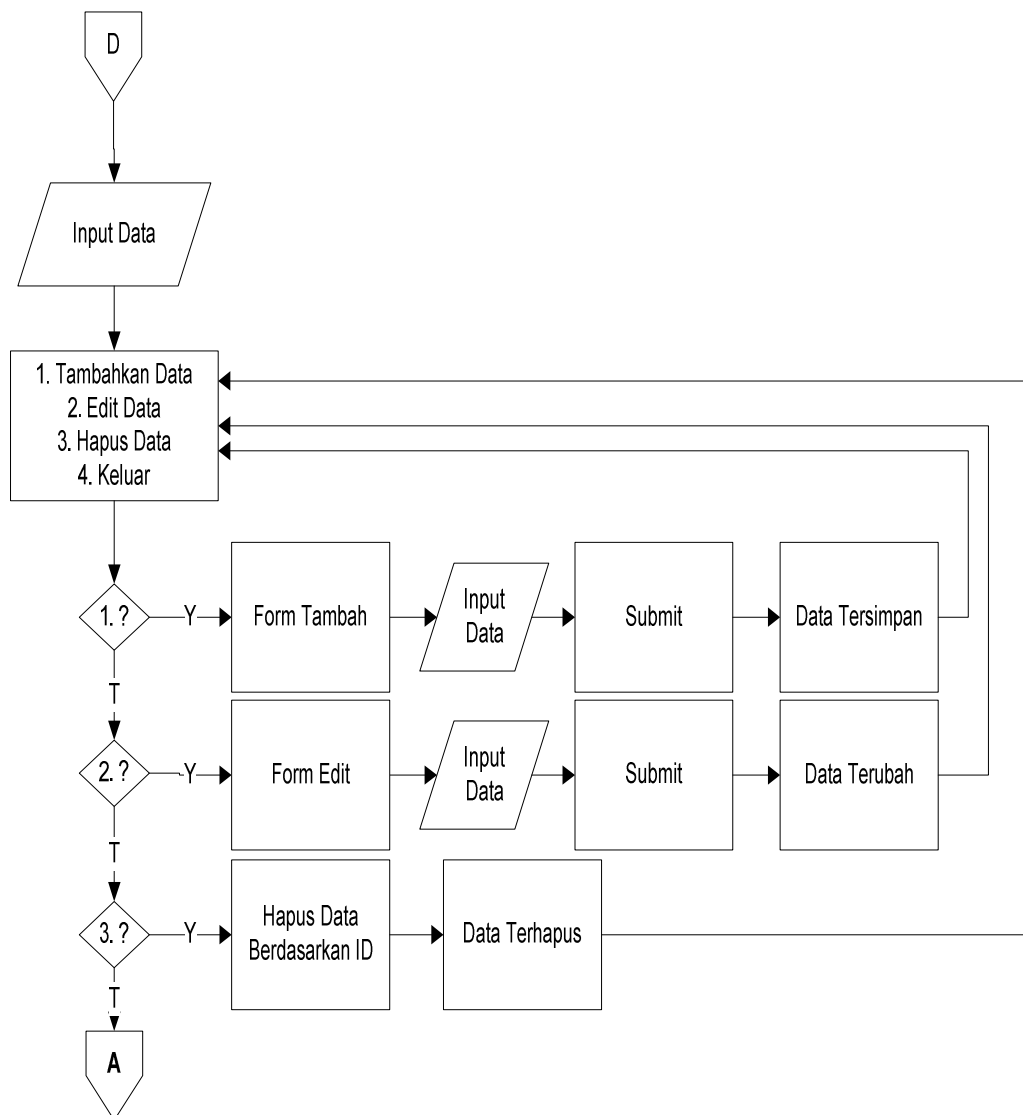 D
Input Data
1. Tambahkan Data
2. Edit Data
3. Hapus Data
4. Keluar
1. ?
Y
Form Tambah
Input
Data
Submit
Data Tersimpan
T
2. ?
Y
Form Edit
Input
Data
Submit
Data Terubah
T
3. ?
Y
Hapus Data
Berdasarkan ID
Data Terhapus
T
A